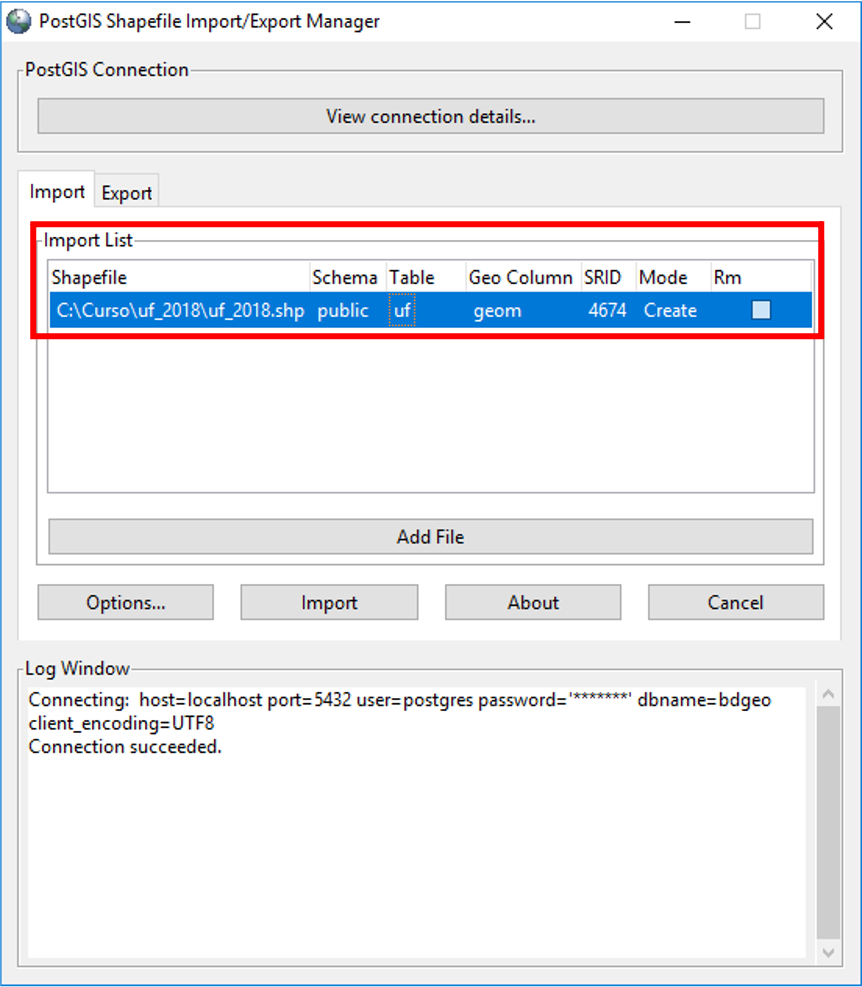 PostGIS Shapefile Import/Export Manager
PostGIS Connection
View connection details...
Import Export
Import List
Shapefile Schema Table Geo Column SRID Mode Rm
C:\Curso\uf_2018\uf_2018.shp public uf geom 4674 Create
Add File
Options... Import About Cancel
Log Window
Connecting:  host=localhost port=5432 user=postgres password='*******' dbname=bdgeo
client_encoding=UTF8
Connection succeeded.